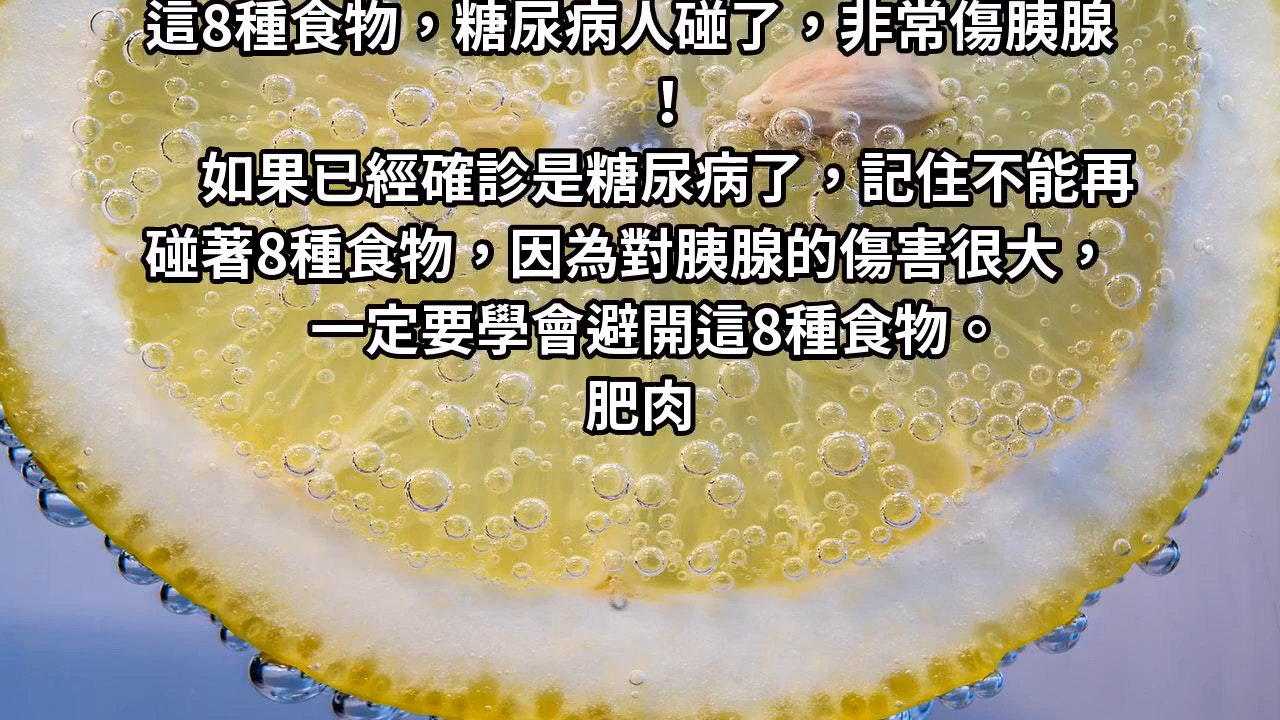 這8種食物，糖尿病人碰了，非常傷胰腺
！
如果已經確診是糖尿病了，記住不能再
碰著8種食物，因為對胰腺的傷害很大，
一定要學會避開這8種食物。
肥肉